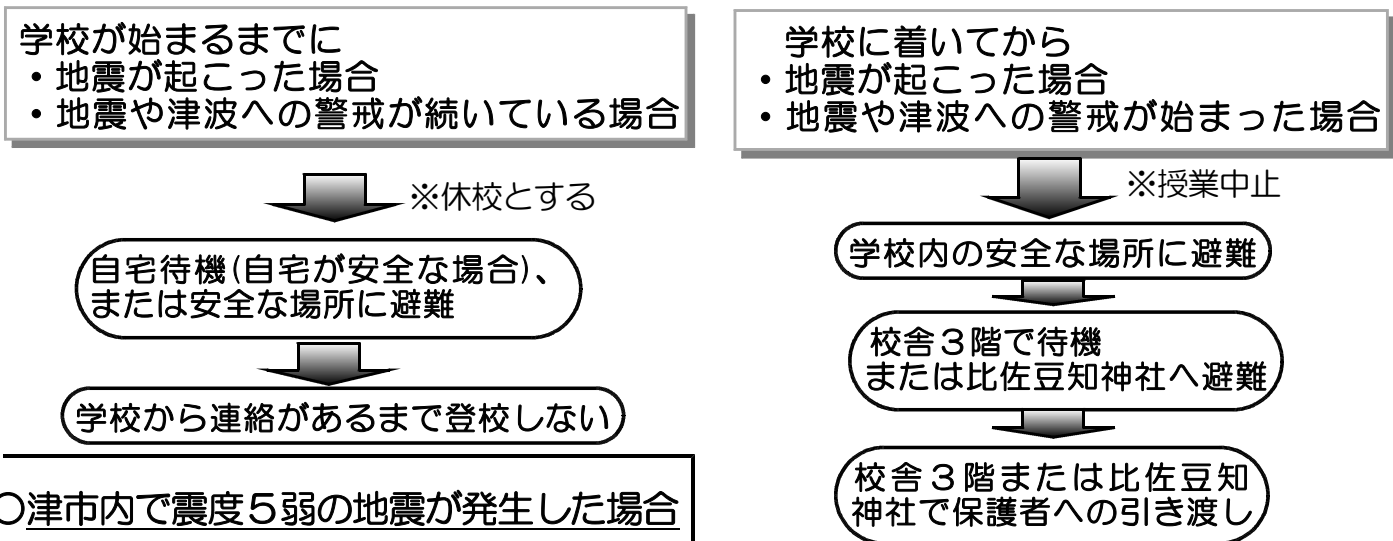 学校が始まるまでに
・地震が起こった場合
・地震や津波への警戒が続いている場合
※休校とする
自宅待機(自宅が安全な場合)、
または安全な場所に避難
学校から連絡があるまで登校しない
○津市内で震度５弱の地震が発生した場合
学校に着いてから
・地震が起こった場合
・地震や津波への警戒が始まった場合
※授業中止
学校内の安全な場所に避難
校舎３階で待機
または比佐豆知神社へ避難
校舎３階または比佐豆知
神社で保護者への引き渡し